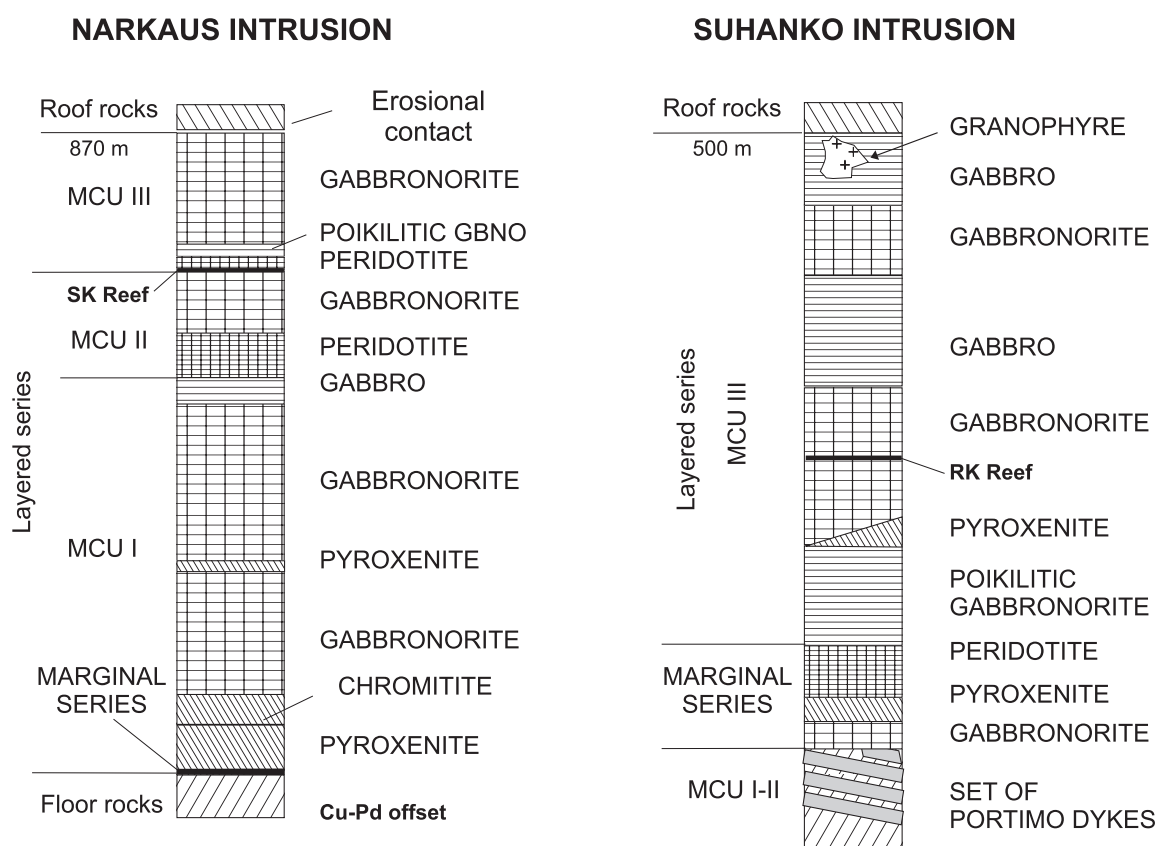 NARKAUS INTRUSION
Roof rocks
Erosional
contact
870 m
MCU III
GABBRONORITE
POIKILITIC GBNO
PERIDOTITE
SK Reef
GABBRONORITE
MCU II
PERIDOTITE
GABBRO
Layered series
GABBRONORITE
MCU I
PYROXENITE
GABBRONORITE
MARGINAL
SERIES
CHROMITITE
PYROXENITE
Floor rocks
Cu-Pd offset
SUHANKO INTRUSION
Roof rocks
GRANOPHYRE
500 m
GABBRO
GABBRONORITE
GABBRO
Layered series
MCU III
GABBRONORITE
RK Reef
PYROXENITE
POIKILITIC
GABBRONORITE
PERIDOTITE
MARGINAL
SERIES
PYROXENITE
GABBRONORITE
MCU I-II
SET OF
PORTIMO DYKES